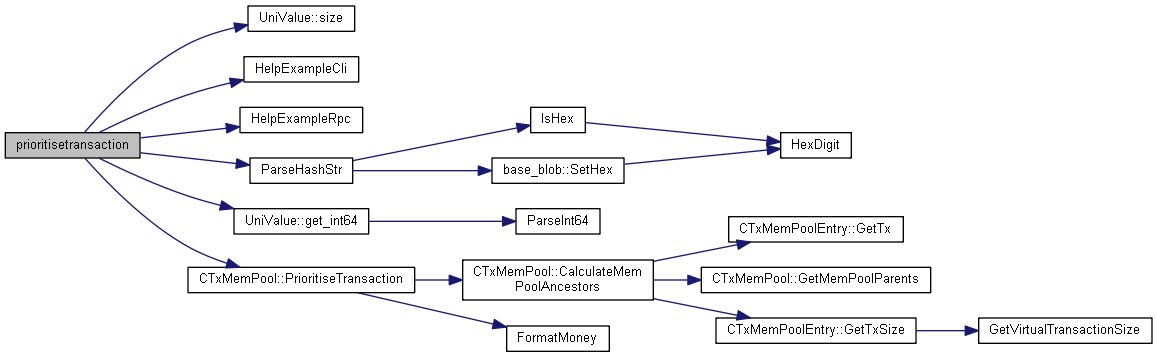 prioritisetransaction
UniValue::size
HelpExampleCli
HelpExampleRpc
ParseHashStr
IsHex
base_blob::SetHex
HexDigit
UniValue::get_int64
ParseInt64
CTxMemPool::PrioritiseTransaction
CTxMemPool::CalculateMem
PoolAncestors
FormatMoney
CTxMemPoolEntry::GetTx
CTxMemPool::GetMemPoolParents
CTxMemPoolEntry::GetTxSize
GetVirtualTransactionSize